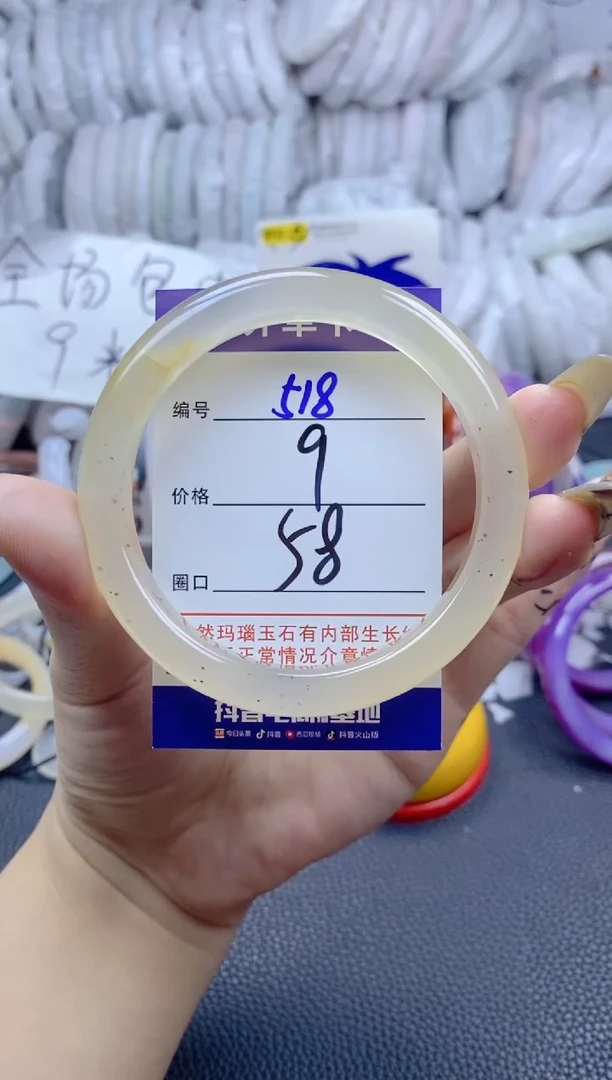 全场包
9
编号 518
价格 9
圈口 58
然玛瑙玉石有内部生长
正常情况介意慎
今日头条 抖音 西瓜视频 抖音火山版